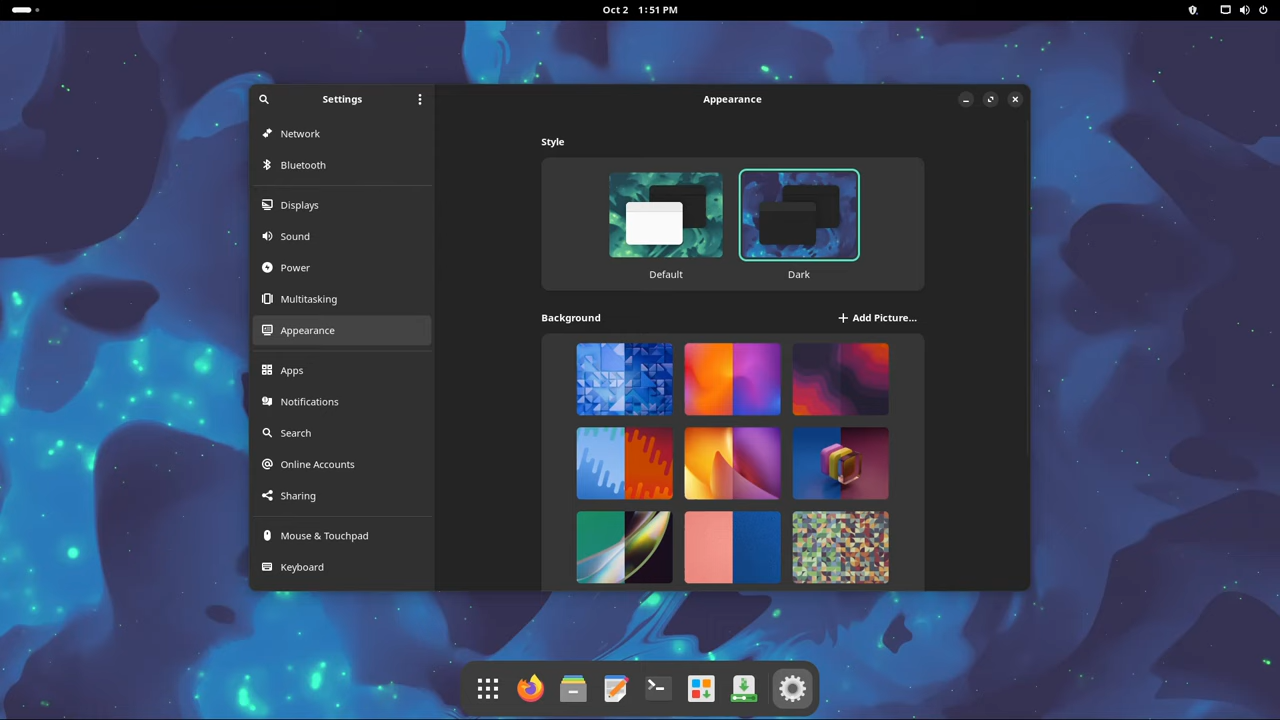 Oct 2 1:51 PM
Settings
Appearance
Network
Bluetooth
Displays
Sound
Power
Multitasking
Appearance
Apps
Notifications
Search
Online Accounts
Sharing
Mouse & Touchpad
Keyboard
Style
Default
Dark
Background
+ Add Picture...